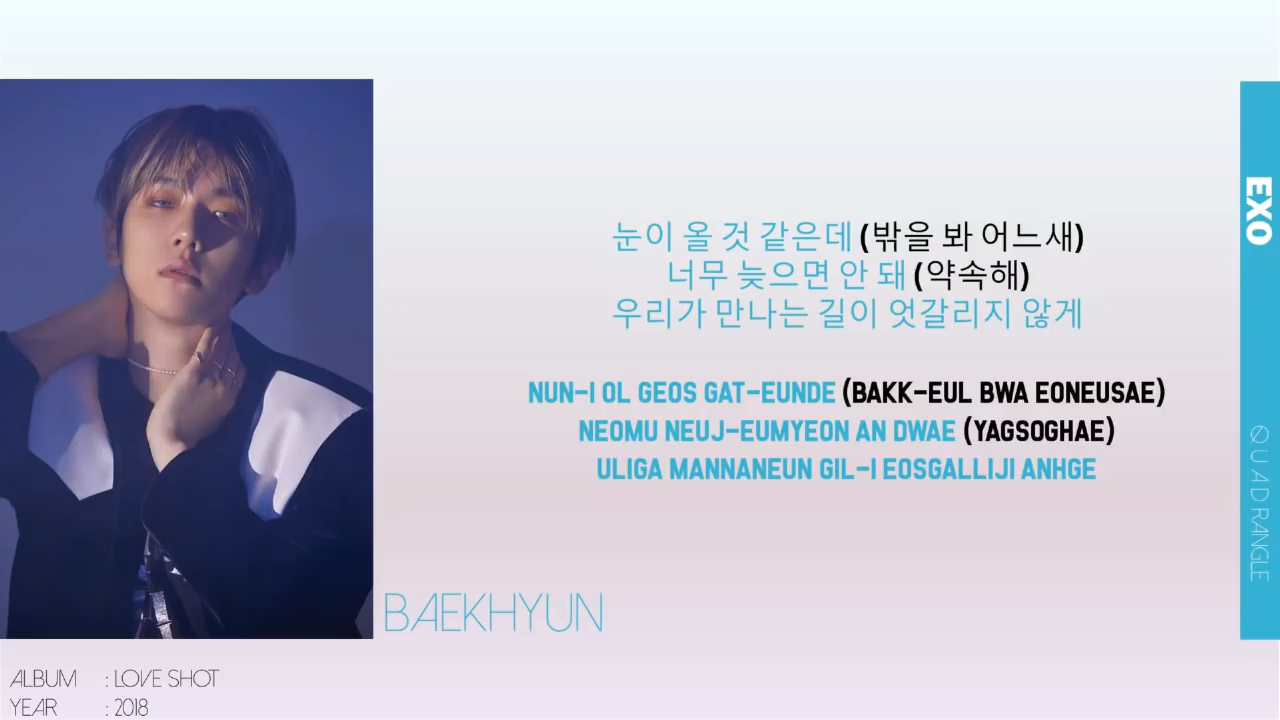 눈이 올 것 같은데 (밖을 봐 어느새)
너무 늦으면 안 돼 (약속해)
우리가 만나는 길이 엇갈리지 않게
NUN-I OL GEOS GAT-EUNDE (BAKK-EUL BWA EONEUSAE)
NEOMU NEUJ-EUMYEON AN DWAE (YAGSOGHAE)
ULIGA MANNANEUN GIL-I EOSGALLIJI ANHGE
BAEKHYUN
ALBUM : LOVE SHOT
YEAR : 2018
EXO
QUADRANGLE